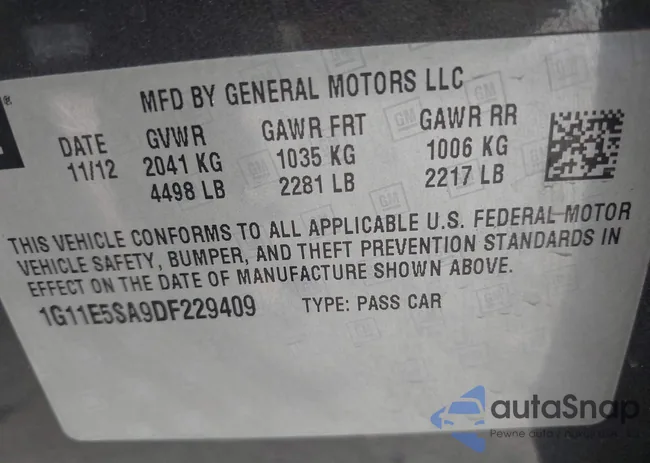 ®
MFD BY GENERAL MOTORS LLC
DATE GVWR GAWR FRT GAWR RR
11/12 2041 KG 1035 KG 1006 KG
4498 LB 2281 LB 2217 LB
THIS VEHICLE CONFORMS TO ALL APPLICABLE U.S. FEDERAL MOTOR
VEHICLE SAFETY, BUMPER, AND THEFT PREVENTION STANDARDS IN
EFFECT ON THE DATE OF MANUFACTURE SHOWN ABOVE.
1G11E5SA9DF229409 TYPE: PASS CAR
autaSnap
Pewne auto